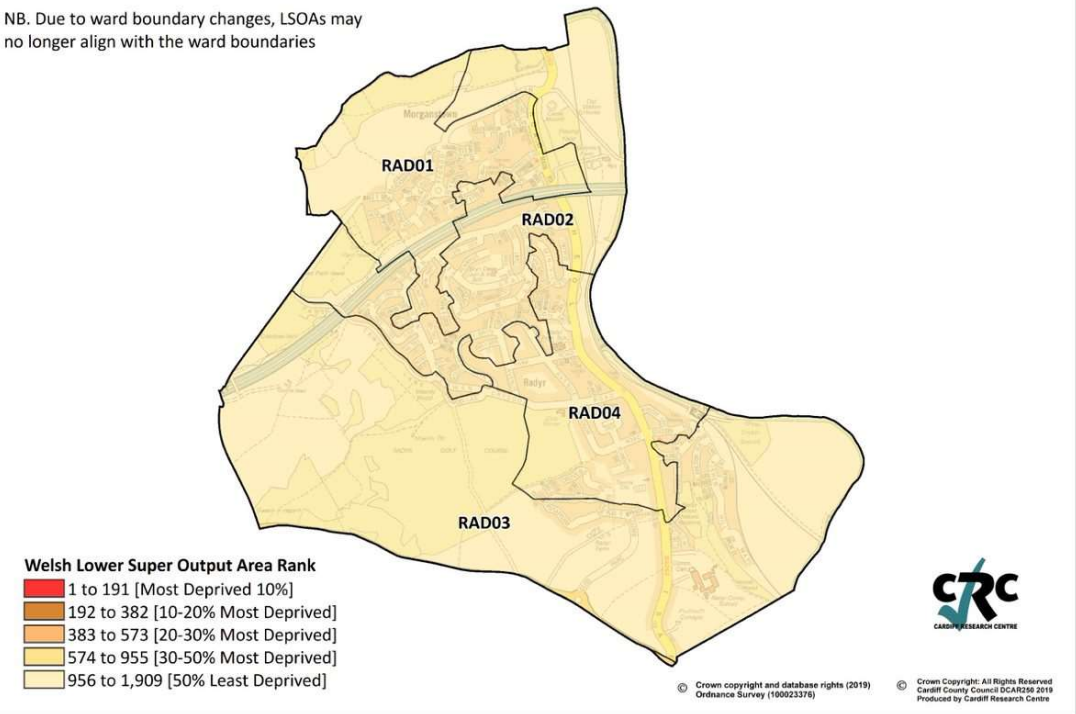 NB. Due to ward boundary changes, LSOAs may
no longer align with the ward boundaries
Morganstown
RAD01
RAD02
Radyr
RAD04
RAD03
Welsh Lower Super Output Area Rank
1 to 191 [Most Deprived 10%]
192 to 382 [10-20% Most Deprived]
383 to 573 [20-30% Most Deprived]
574 to 955 [30-50% Most Deprived]
956 to 1,909 [50% Least Deprived]
CRC
CARDIFF RESEARCH CENTRE
© Crown copyright and database rights (2019)
Ordnance Survey (100023376)
© Crown Copyright: All Rights Reserved
Cardiff County Council DCAR250 2019
Produced by Cardiff Research Centre